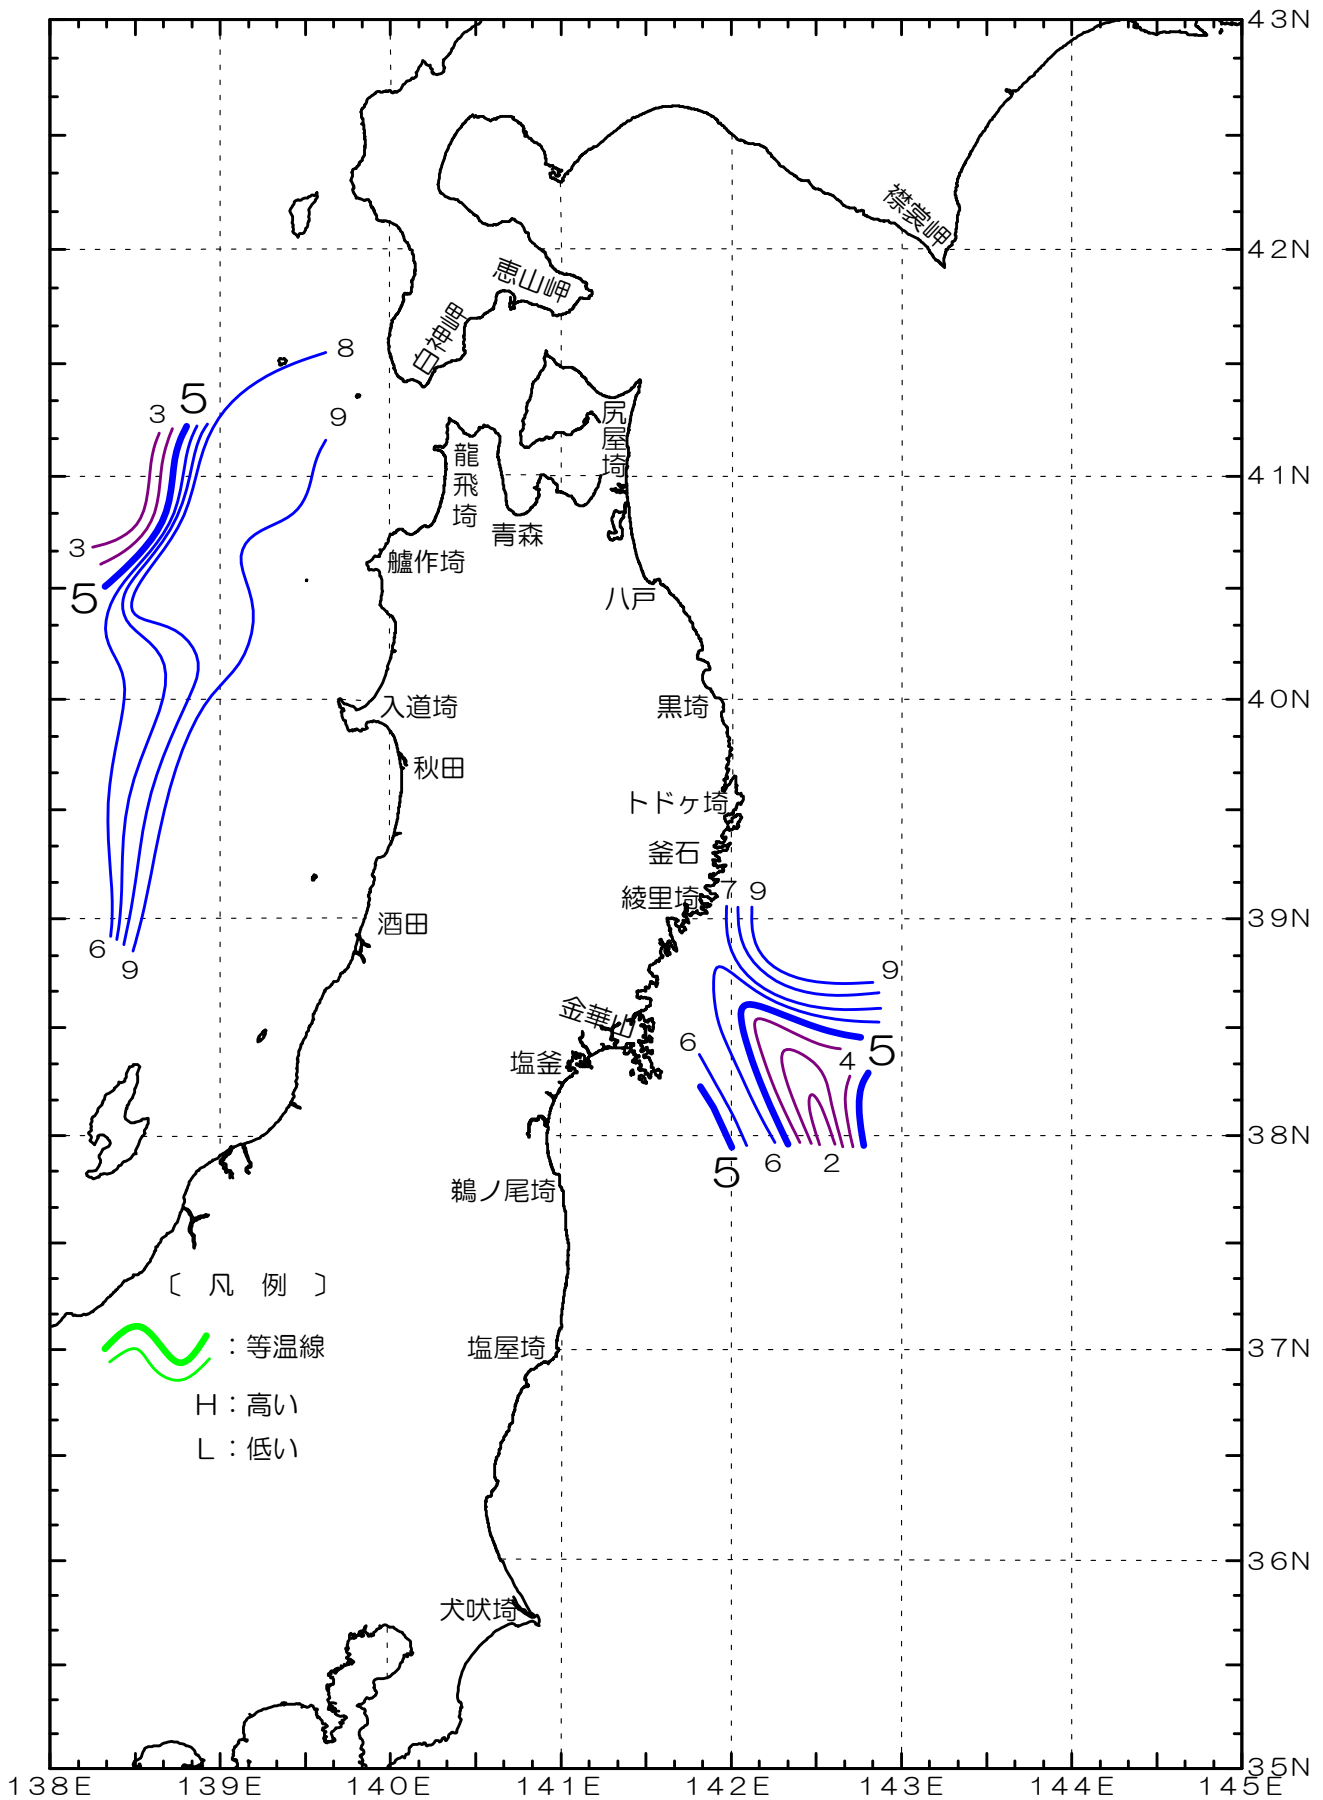 43N
襟裳岬
42N
恵山岬
白神岬
8
5
3
9
尻屋埼
龍飛埼
41N
青森
3
艫作埼
5
八戸
入道埼
黒埼
40N
秋田
トドヶ埼
釜石
綾里埼
7
9
酒田
39N
6
9
9
金華山
6
塩釜
5
4
38N
5
6
2
鵜ノ尾埼
〔 凡 例 〕
：等温線
塩屋埼
37N
H：高い
L：低い
36N
犬吠埼
35N
138E
139E
140E
141E
142E
143E
144E
145E